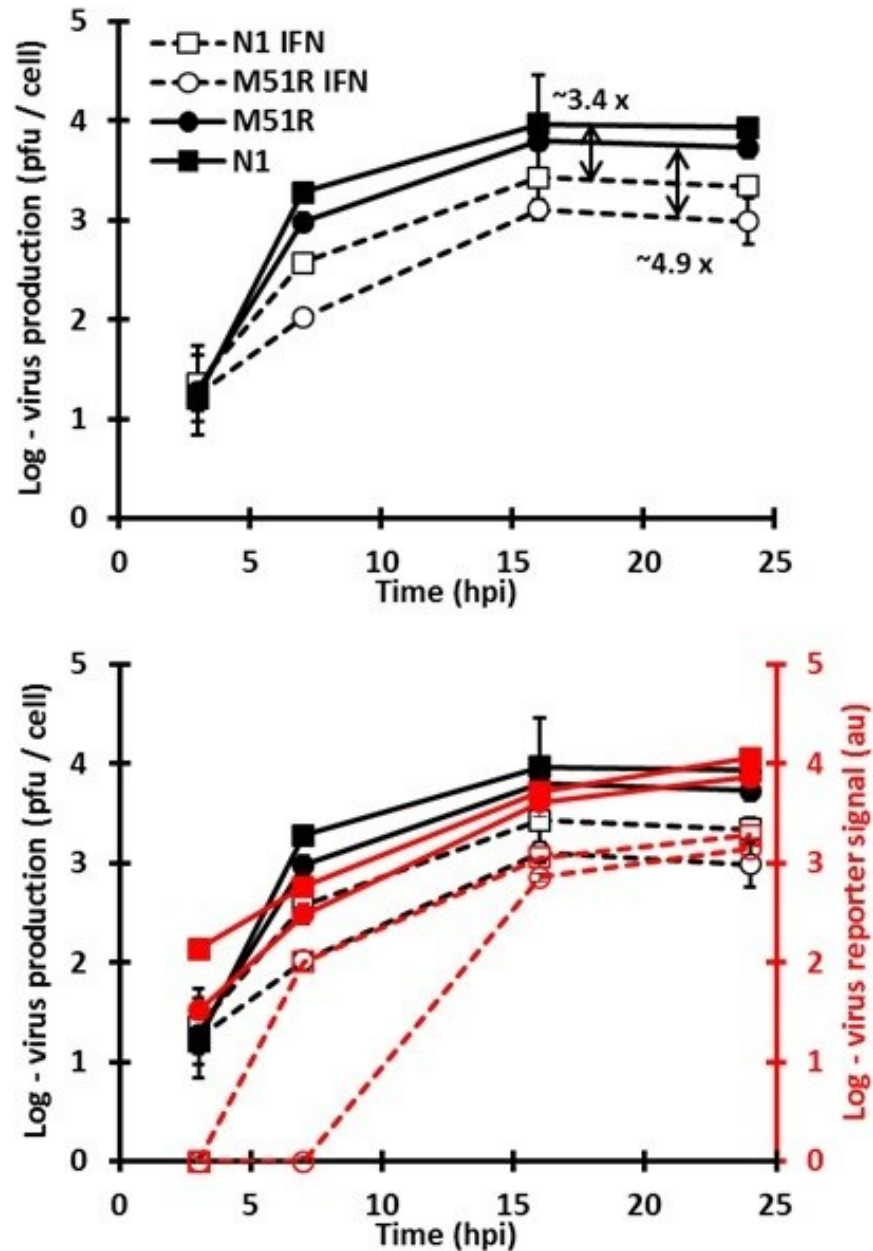 Log - virus production (pfu / cell)
5
4
3
2
1
0
N1 IFN
M51R IFN
M51R
N1
~3.4 x
~4.9 x
0 5 10 15 20 25
Time (hpi)
Log - virus production (pfu / cell)
5
4
3
2
1
0
5
4
3
2
1
0
Log - virus reporter signal (au)
0 5 10 15 20 25
Time (hpi)